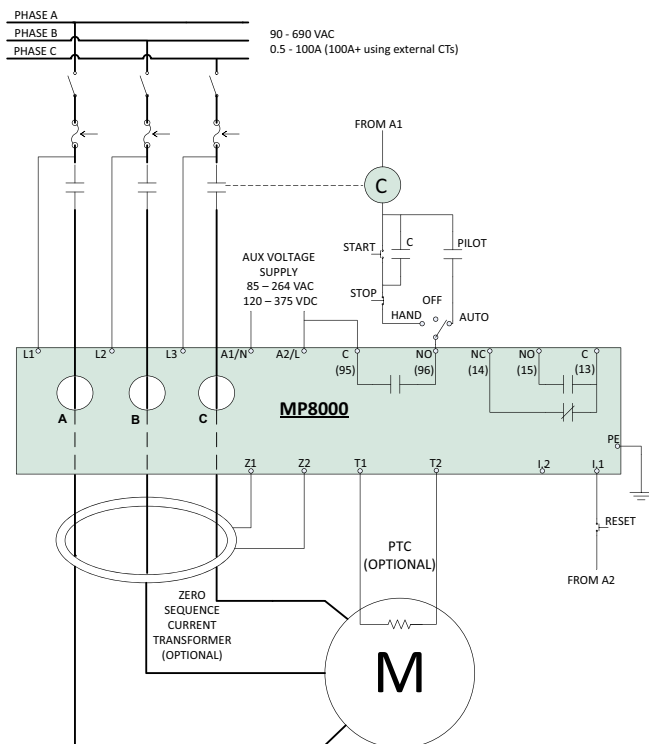 PHASE A
PHASE B
PHASE C
90 - 690 VAC
0.5 - 100A (100A+ using external CTs)
FROM A1
C
START
C
PILOT
AUX VOLTAGE
SUPPLY
85 – 264 VAC
120 – 375 VDC
STOP
OFF
HAND
AUTO
L1
L2
L3
A1/N
A2/L
C
(95)
NO
(96)
NC
(14)
NO
(15)
C
(13)
A
B
C
MP8000
PE
Z1
Z2
T1
T2
I.2
I.1
RESET
PTC
(OPTIONAL)
FROM A2
ZERO
SEQUENCE
CURRENT
TRANSFORMER
(OPTIONAL)
M